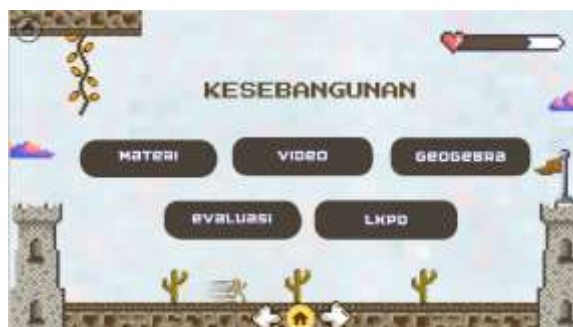 KESEBANGUNAN
MATERI
VIDEO
GEOGEBRA
EVALUASI
LKPD